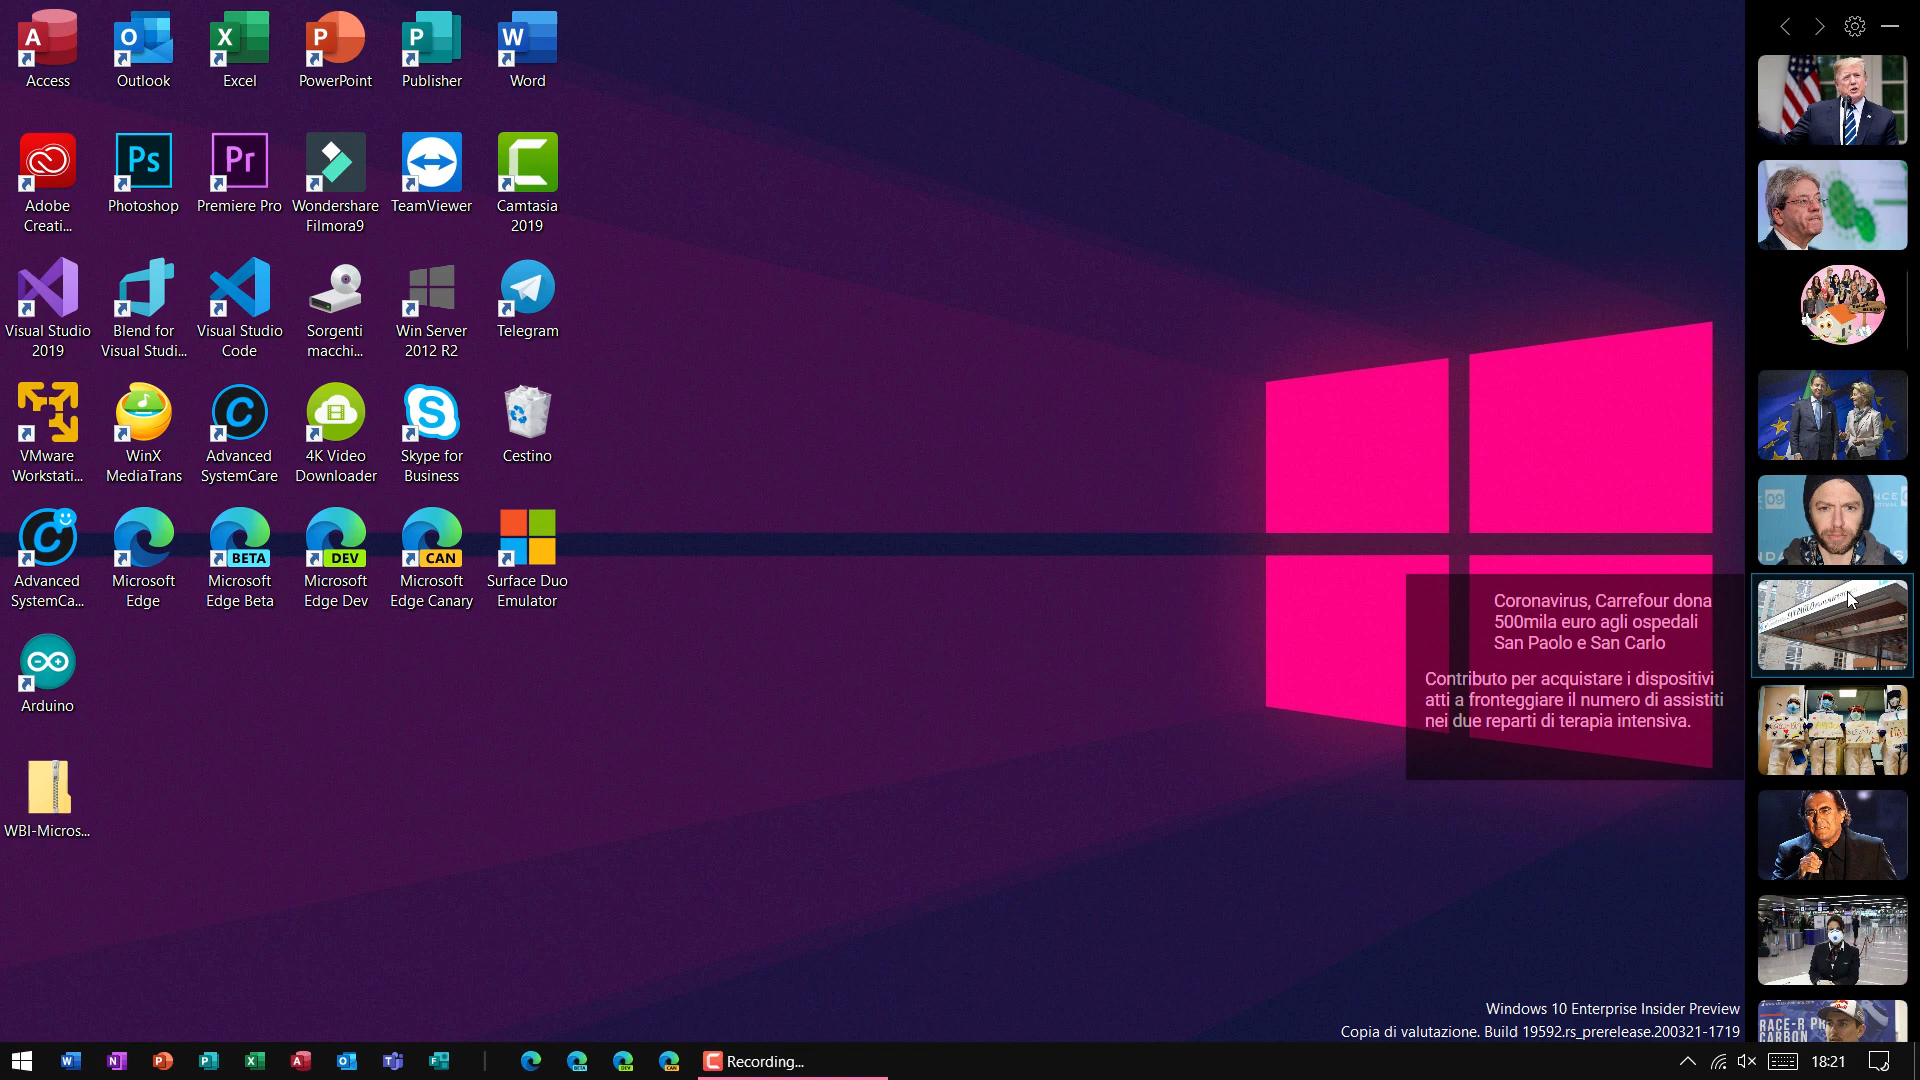 Access
Outlook
Excel
PowerPoint
Publisher
Word
Adobe
Creati...
Photoshop
Premiere Pro
Wondershare
Filmora9
TeamViewer
Camtasia
2019
Visual Studio
2019
Blend for
Visual Studi...
Visual Studio
Code
Sorgenti
macchi...
Win Server
2012 R2
Telegram
VMware
Workstati...
WinX
MediaTrans
Advanced
SystemCare
4K Video
Downloader
Skype for
Business
Cestino
Advanced
SystemCa...
Microsoft
Edge
BETA
Microsoft
Edge Beta
DEV
Microsoft
Edge Dev
CAN
Microsoft
Edge Canary
Surface Duo
Emulator
Arduino
WBI-Micros...
Coronavirus, Carrefour dona
500mila euro agli ospedali
San Paolo e San Carlo
Contributo per acquistare i dispositivi
atti a fronteggiare il numero di assistiti
nei due reparti di terapia intensiva.
RACE-R PR
CARBON
Windows 10 Enterprise Insider Preview
Copia di valutazione. Build 19592.rs_prerelease.200321-1719
Recording...
18:21